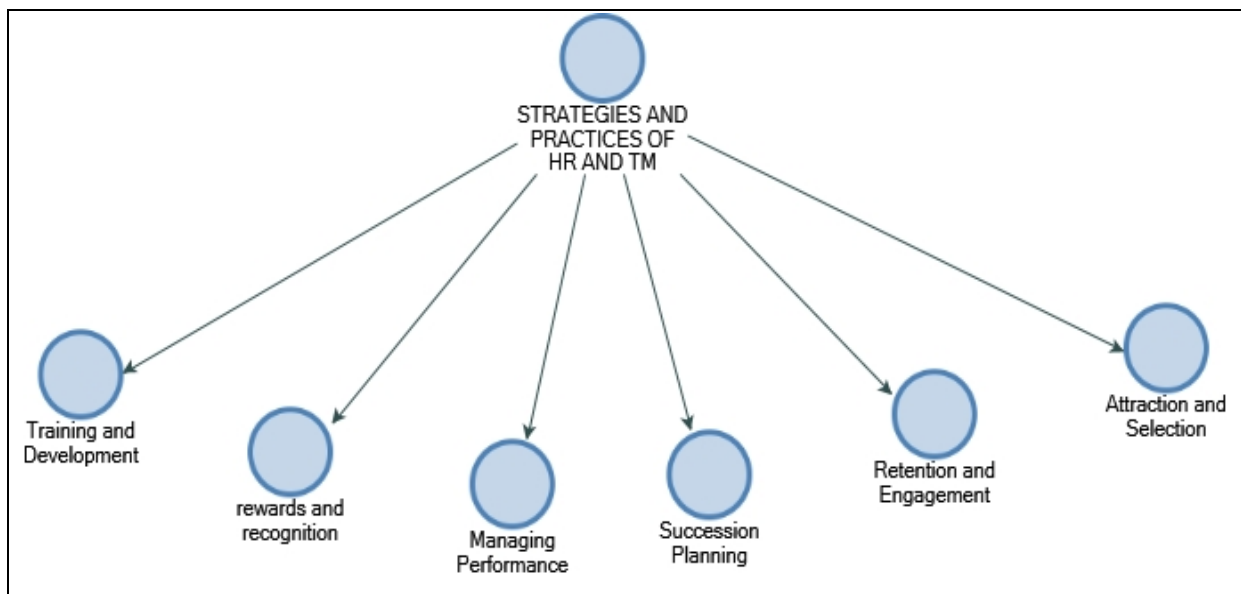 STRATEGIES AND
PRACTICES OF
HR AND TM
Training and
Development
rewards and
recognition
Managing
Performance
Succession
Planning
Retention and
Engagement
Attraction and
Selection